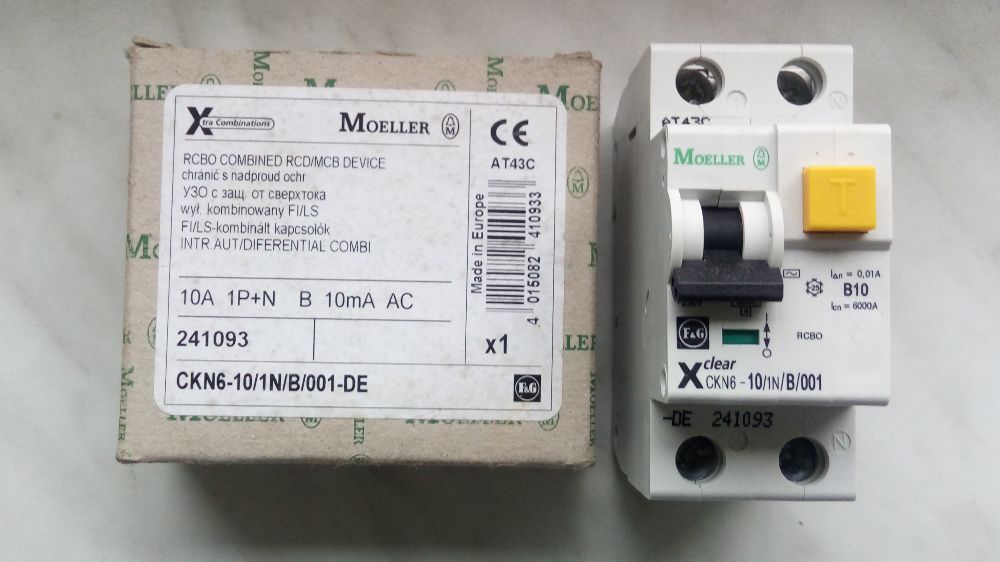 Xtra Combinations
MOELLER
CE
AT43C
RCBO COMBINED RCD/MCB DEVICE
chránič s nadproud ochr
УЗО с защ. от сверхтока
wył. kombinowany FI/LS
FI/LS-kombinált kapcsolók
INTR.AUT/DIFERENTIAL COMBI
10A 1P+N B 10mA AC
241093
CKN6-10/1N/B/001-DE
Made in Europe
4 015082 410933
x1
F&G
AT43C
MOELLER
T
I∆n = 0,01A
-25
B10
Icn = 6000A
RCBO
F&G
Xclear
CKN6-10/1N/B/001
-DE 241093
N
N